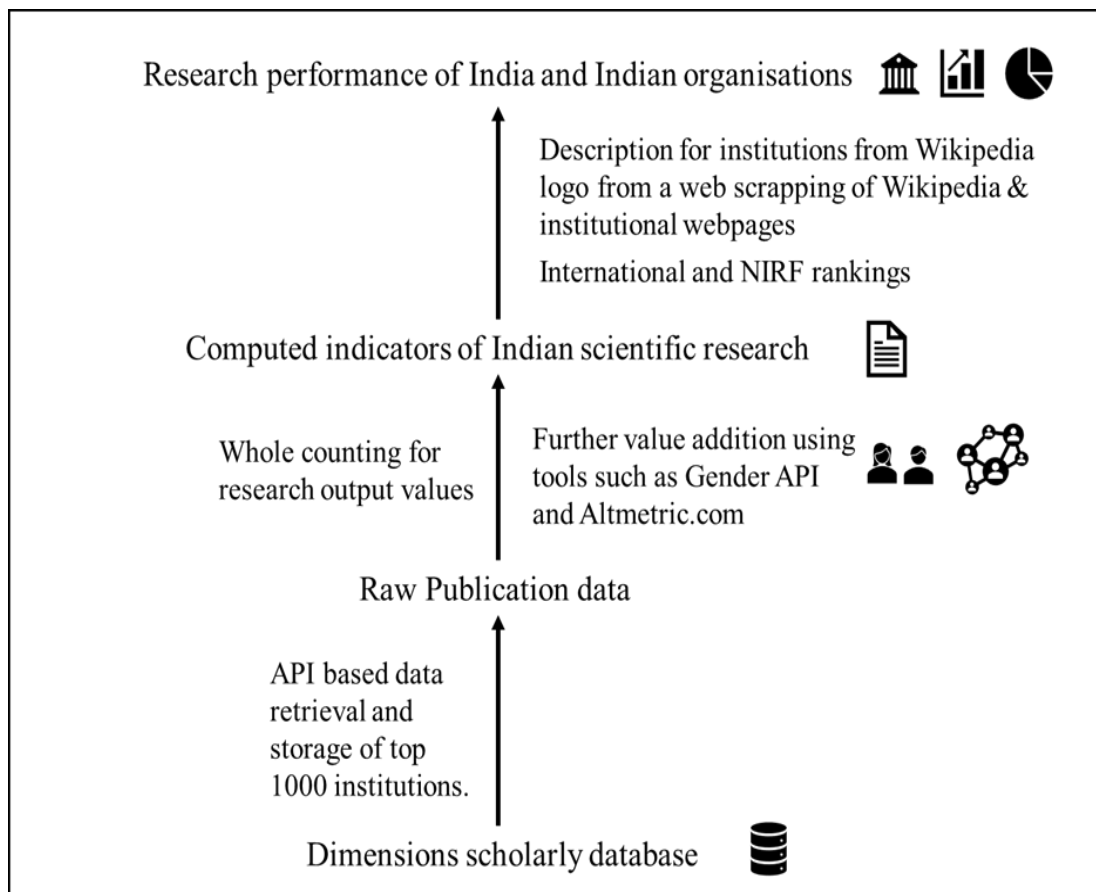 Research performance of India and Indian organisations
Description for institutions from Wikipedia
logo from a web scrapping of Wikipedia &
institutional webpages
International and NIRF rankings
Computed indicators of Indian scientific research
Whole counting for
research output values
Further value addition using
tools such as Gender API
and Altmetric.com
Raw Publication data
API based data
retrieval and
storage of top
1000 institutions.
Dimensions scholarly database